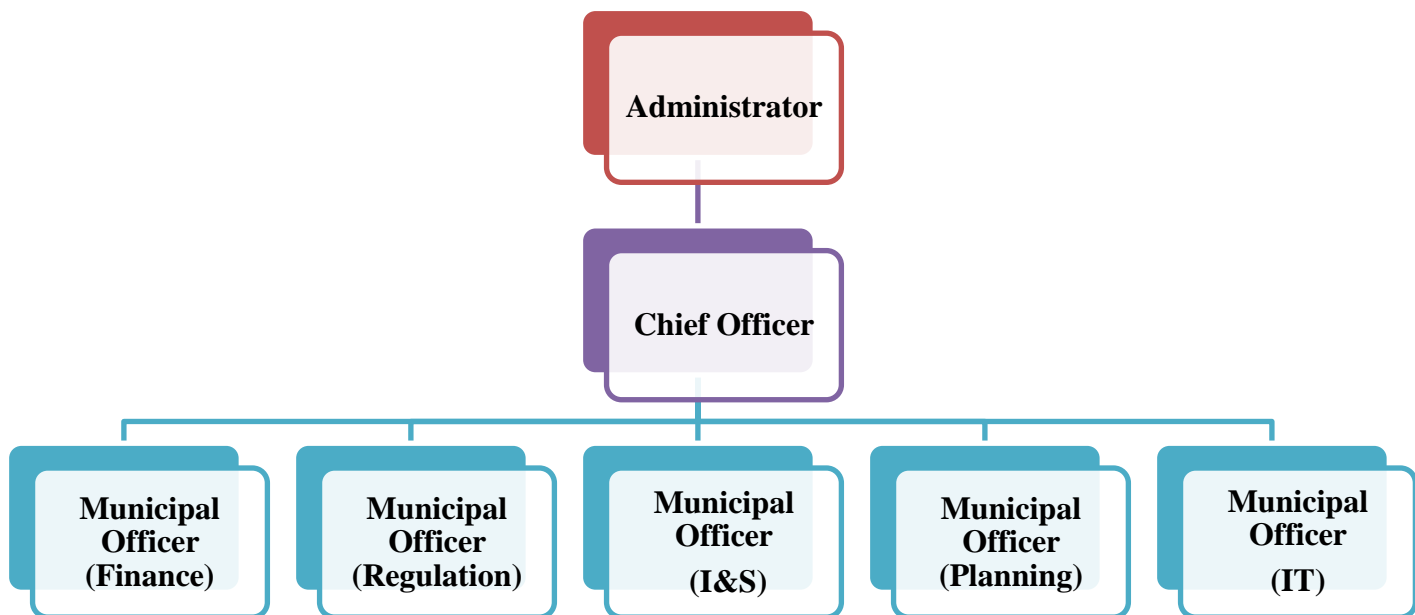 Administrator
Chief Officer
Municipal
Officer
(Finance)
Municipal
Officer
(Regulation)
Municipal
Officer
(I&S)
Municipal
Officer
(Planning)
Municipal
Officer
(IT)